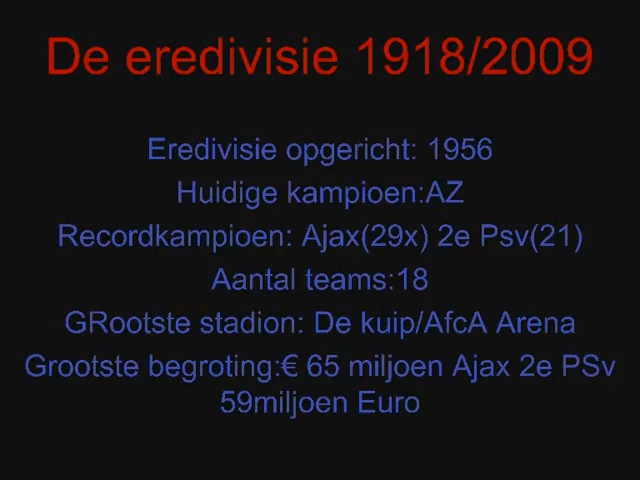 De eredivisie 1918/2009
Eredivisie opgericht: 1956
Huidige kampioen:AZ
Recordkampioen: Ajax(29x) 2e Psv(21)
Aantal teams:18
GRootste stadion: De kuip/AfcA Arena
Grootste begroting:€ 65 miljoen Ajax 2e PSv
59miljoen Euro